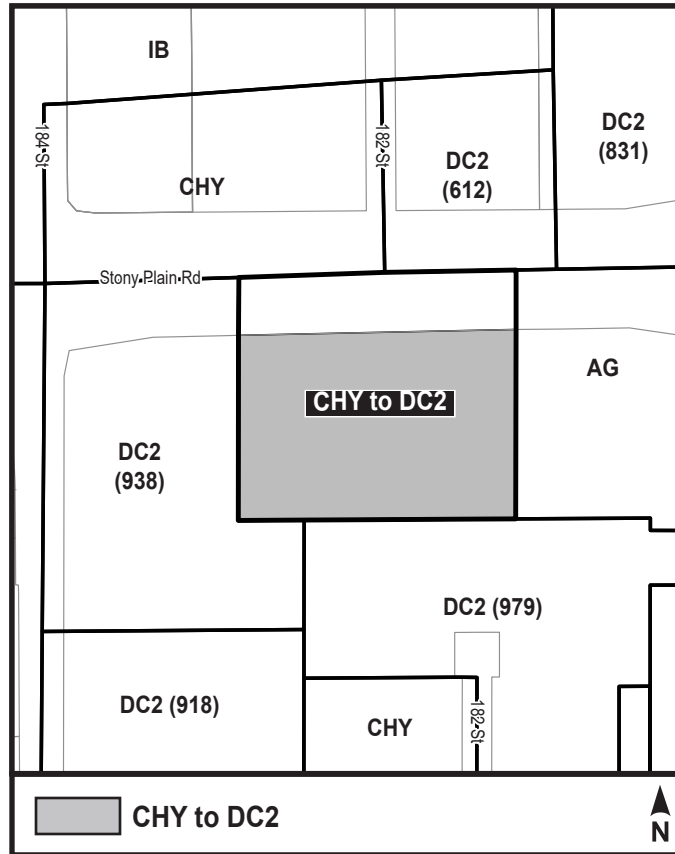 IB
184 St
182 St
DC2
(831)
DC2
(612)
CHY
Stony Plain Rd
CHY to DC2
AG
DC2
(938)
DC2 (979)
DC2 (918)
CHY
182 St
CHY to DC2
N